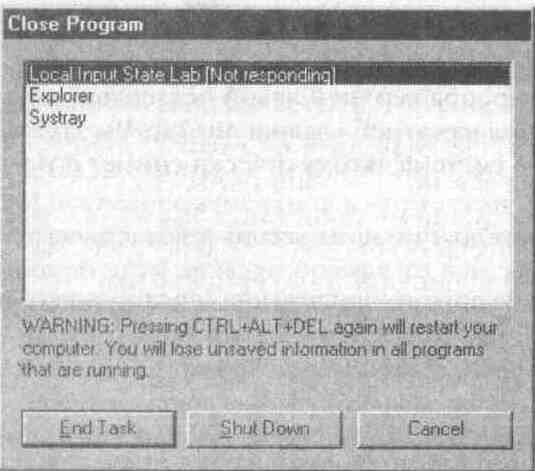 Close Program
Local Input State Lab [Not responding]
Explorer
Systray
WARNING: Pressing CTRL+ALT+DEL again will restart your
computer. You will lose unsaved information in all programs
that are running.
End Task
Shut Down
Cancel